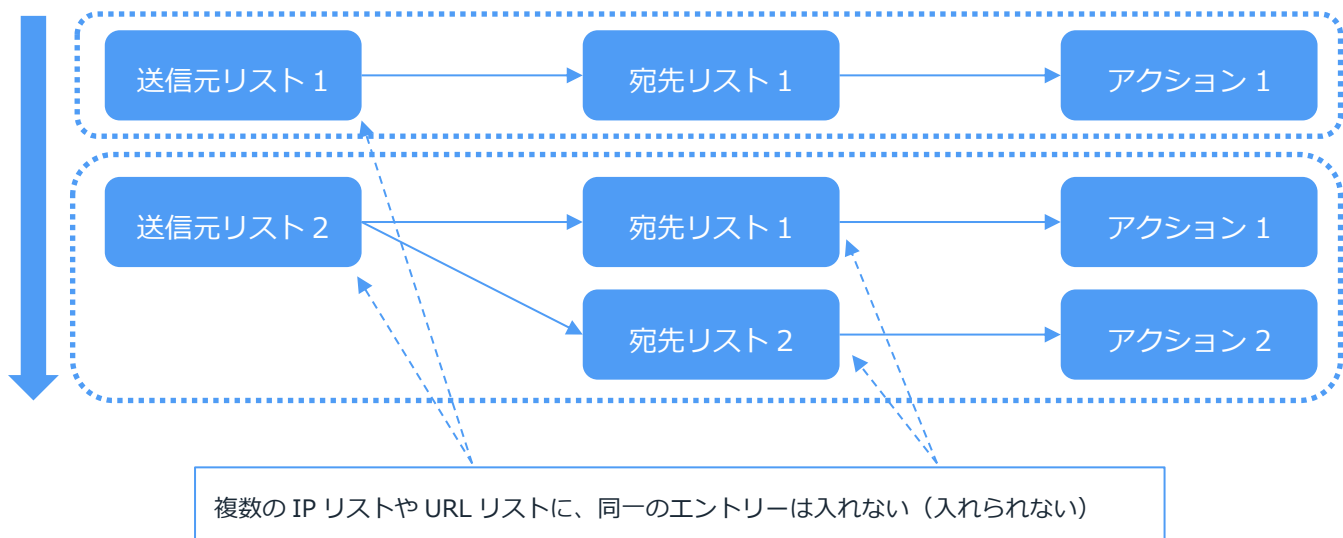 送信元リスト 1
宛先リスト 1
アクション 1
送信元リスト 2
宛先リスト 1
アクション 1
宛先リスト 2
アクション 2
複数の IP リストや URL リストに、同一のエントリーは入れない（入れられない）